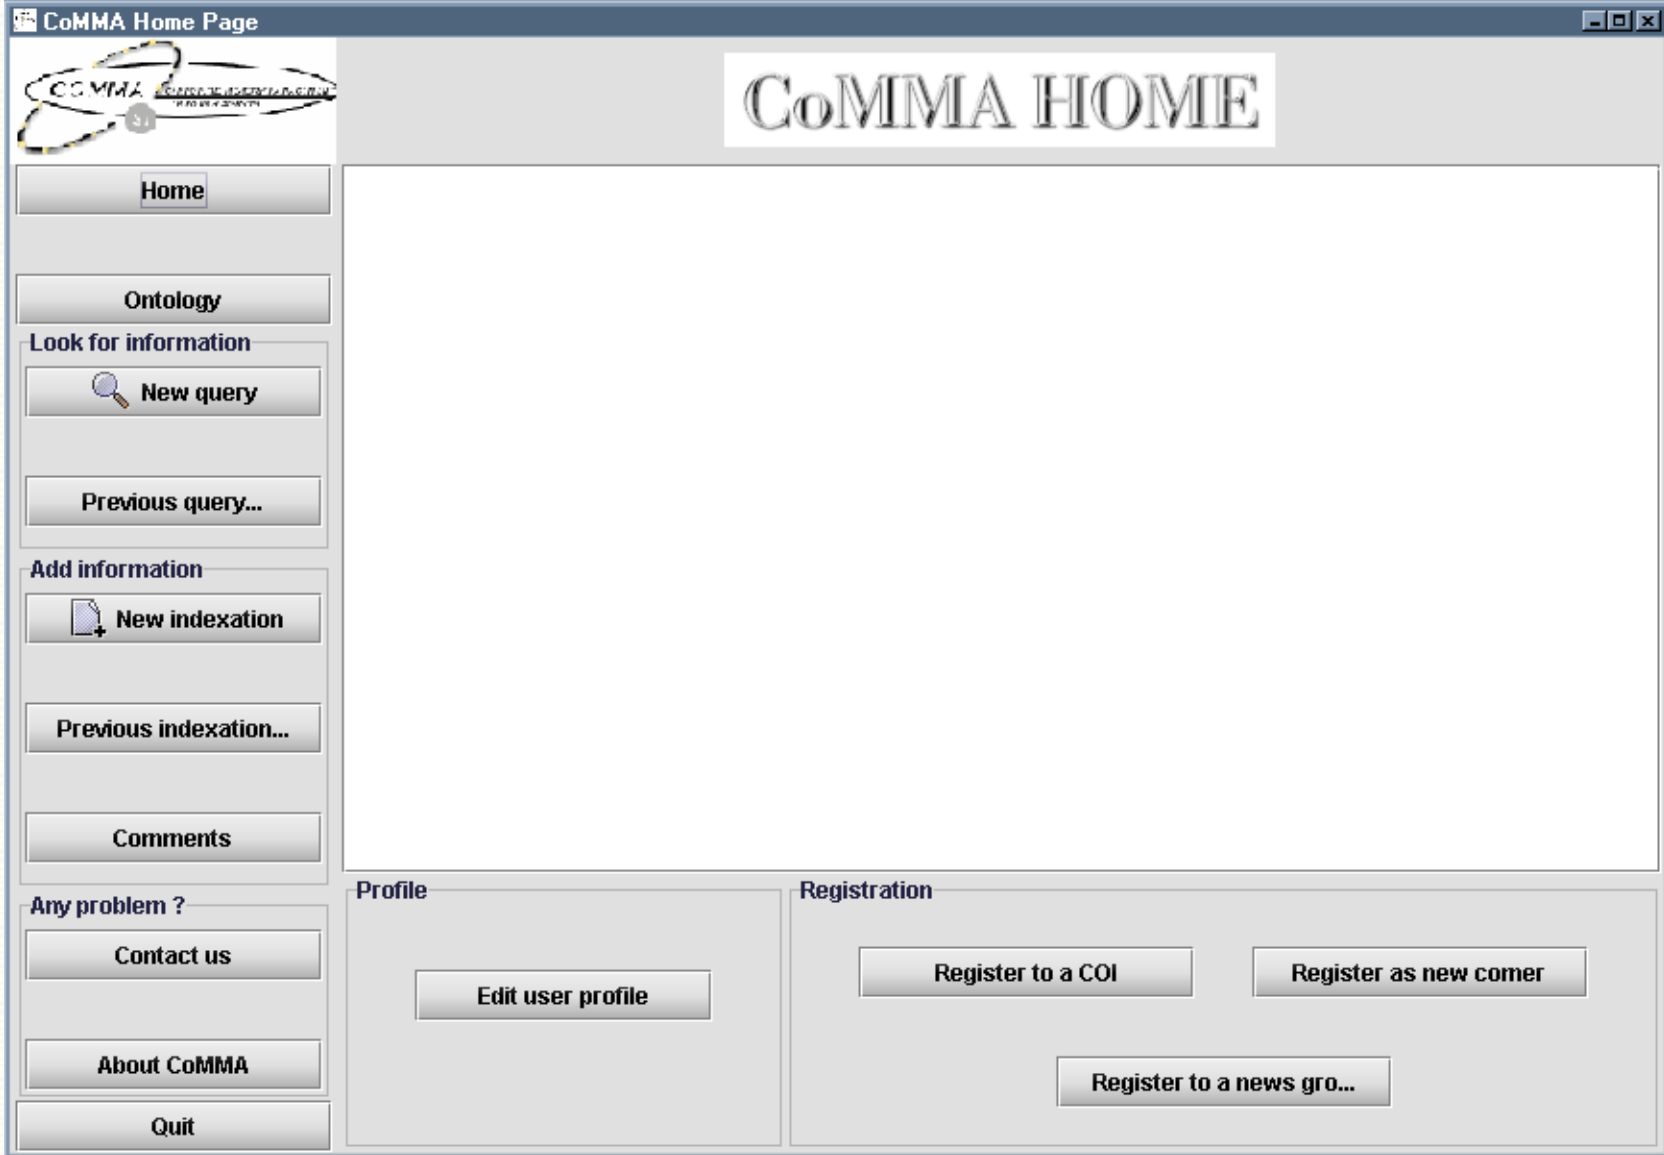 CoMMA Home Page
COMMA
CoMMA HOME
Home
Ontology
Look for information
New query
Previous query...
Add information
New indexation
Previous indexation...
Comments
Any problem ?
Contact us
About CoMMA
Quit
Profile
Edit user profile
Registration
Register to a COI
Register as new comer
Register to a news gro...